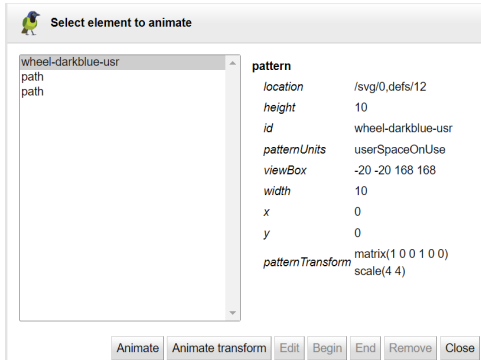 Select element to animate
wheel-darkblue-usr
path
path
pattern
location /svg/0,defs/12
height 10
id wheel-darkblue-usr
patternUnits userSpaceOnUse
viewBox -20 -20 168 168
width 10
x 0
y 0
patternTransform matrix(1 0 0 1 0 0)
scale(4 4)
Animate Animate transform Edit Begin End Remove Close